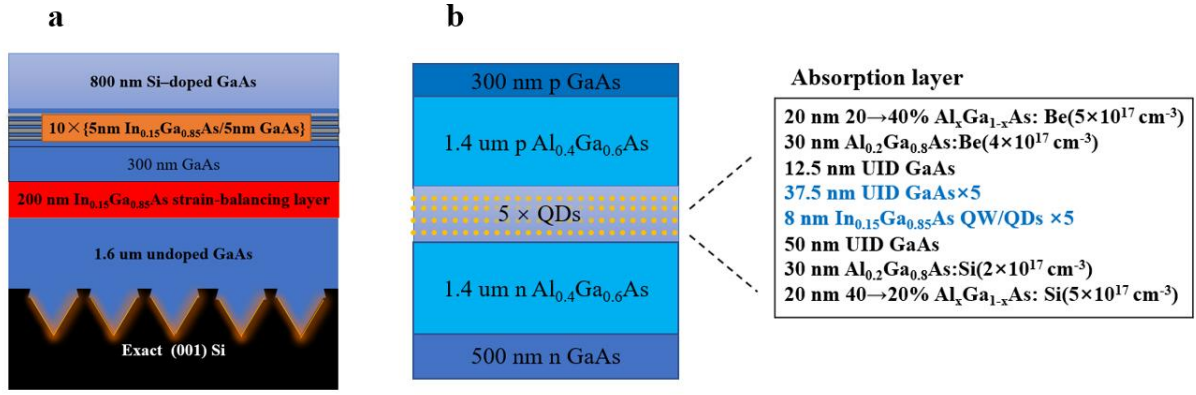 a
800 nm Si–doped GaAs
10×{5nm In₀.₁₅Ga₀.₈₅As/5nm GaAs}
300 nm GaAs
200 nm In₀.₁₅Ga₀.₈₅As strain-balancing layer
1.6 um undoped GaAs
Exact (001) Si
b
300 nm p GaAs
1.4 um p Al₀.₄Ga₀.₆As
5 × QDs
1.4 um n Al₀.₄Ga₀.₆As
500 nm n GaAs
Absorption layer
20 nm 20→40% AlₓGa₁₋ₓAs: Be(5×10¹⁷ cm⁻³)
30 nm Al₀.₂Ga₀.₈As:Be(4×10¹⁷ cm⁻³)
12.5 nm UID GaAs
37.5 nm UID GaAs×5
8 nm In₀.₁₅Ga₀.₈₅As QW/QDs ×5
50 nm UID GaAs
30 nm Al₀.₂Ga₀.₈As:Si(2×10¹⁷ cm⁻³)
20 nm 40→20% AlₓGa₁₋ₓAs: Si(5×10¹⁷ cm⁻³)